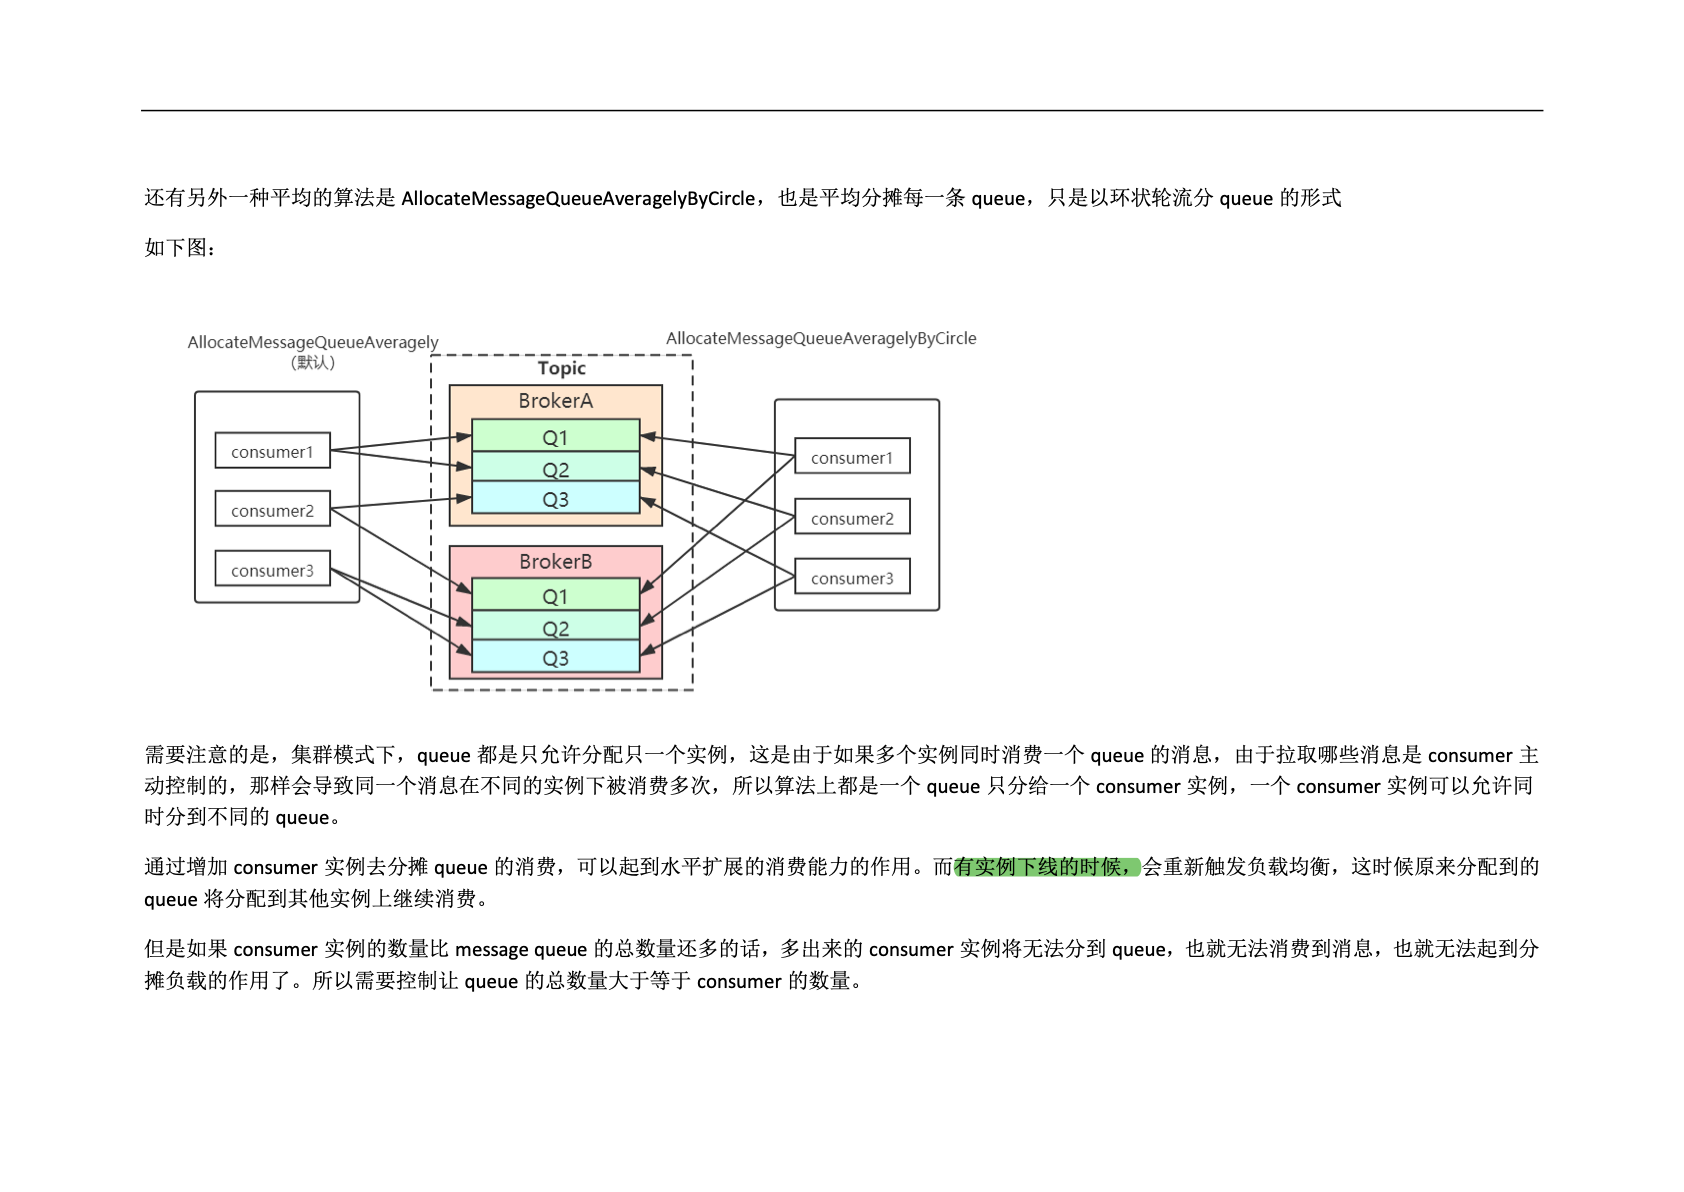 还有另外一种平均的算法是 AllocateMessageQueueAveragelyByCircle，也是平均分摊每一条 queue，只是以环状轮流分 queue 的形式
如下图：
AllocateMessageQueueAveragely
（默认）
AllocateMessageQueueAveragelyByCircle
Topic
BrokerA
Q1
Q2
Q3
BrokerB
Q1
Q2
Q3
consumer1
consumer2
consumer3
consumer1
consumer2
consumer3
需要注意的是，集群模式下，queue 都是只允许分配只一个实例，这是由于如果多个实例同时消费一个 queue 的消息，由于拉取哪些消息是 consumer 主
动控制的，那样会导致同一个消息在不同的实例下被消费多次，所以算法上都是一个 queue 只分给一个 consumer 实例，一个 consumer 实例可以允许同
时分到不同的 queue。
通过增加 consumer 实例去分摊 queue 的消费，可以起到水平扩展的消费能力的作用。而有实例下线的时候，会重新触发负载均衡，这时候原来分配到的
queue 将分配到其他实例上继续消费。
但是如果 consumer 实例的数量比 message queue 的总数量还多的话，多出来的 consumer 实例将无法分到 queue，也就无法消费到消息，也就无法起到分
摊负载的作用了。所以需要控制让 queue 的总数量大于等于 consumer 的数量。